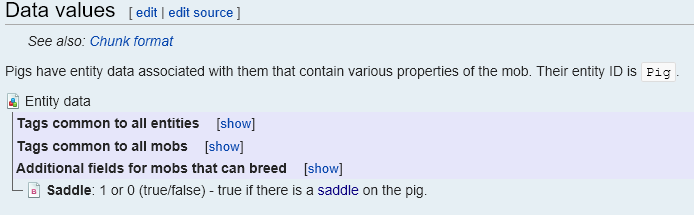 Data values [ edit | edit source ]
See also: Chunk format
Pigs have entity data associated with them that contain various properties of the mob. Their entity ID is Pig .
Entity data
Tags common to all entities [show]
Tags common to all mobs [show]
Additional fields for mobs that can breed [show]
B Saddle: 1 or 0 (true/false) - true if there is a saddle on the pig.